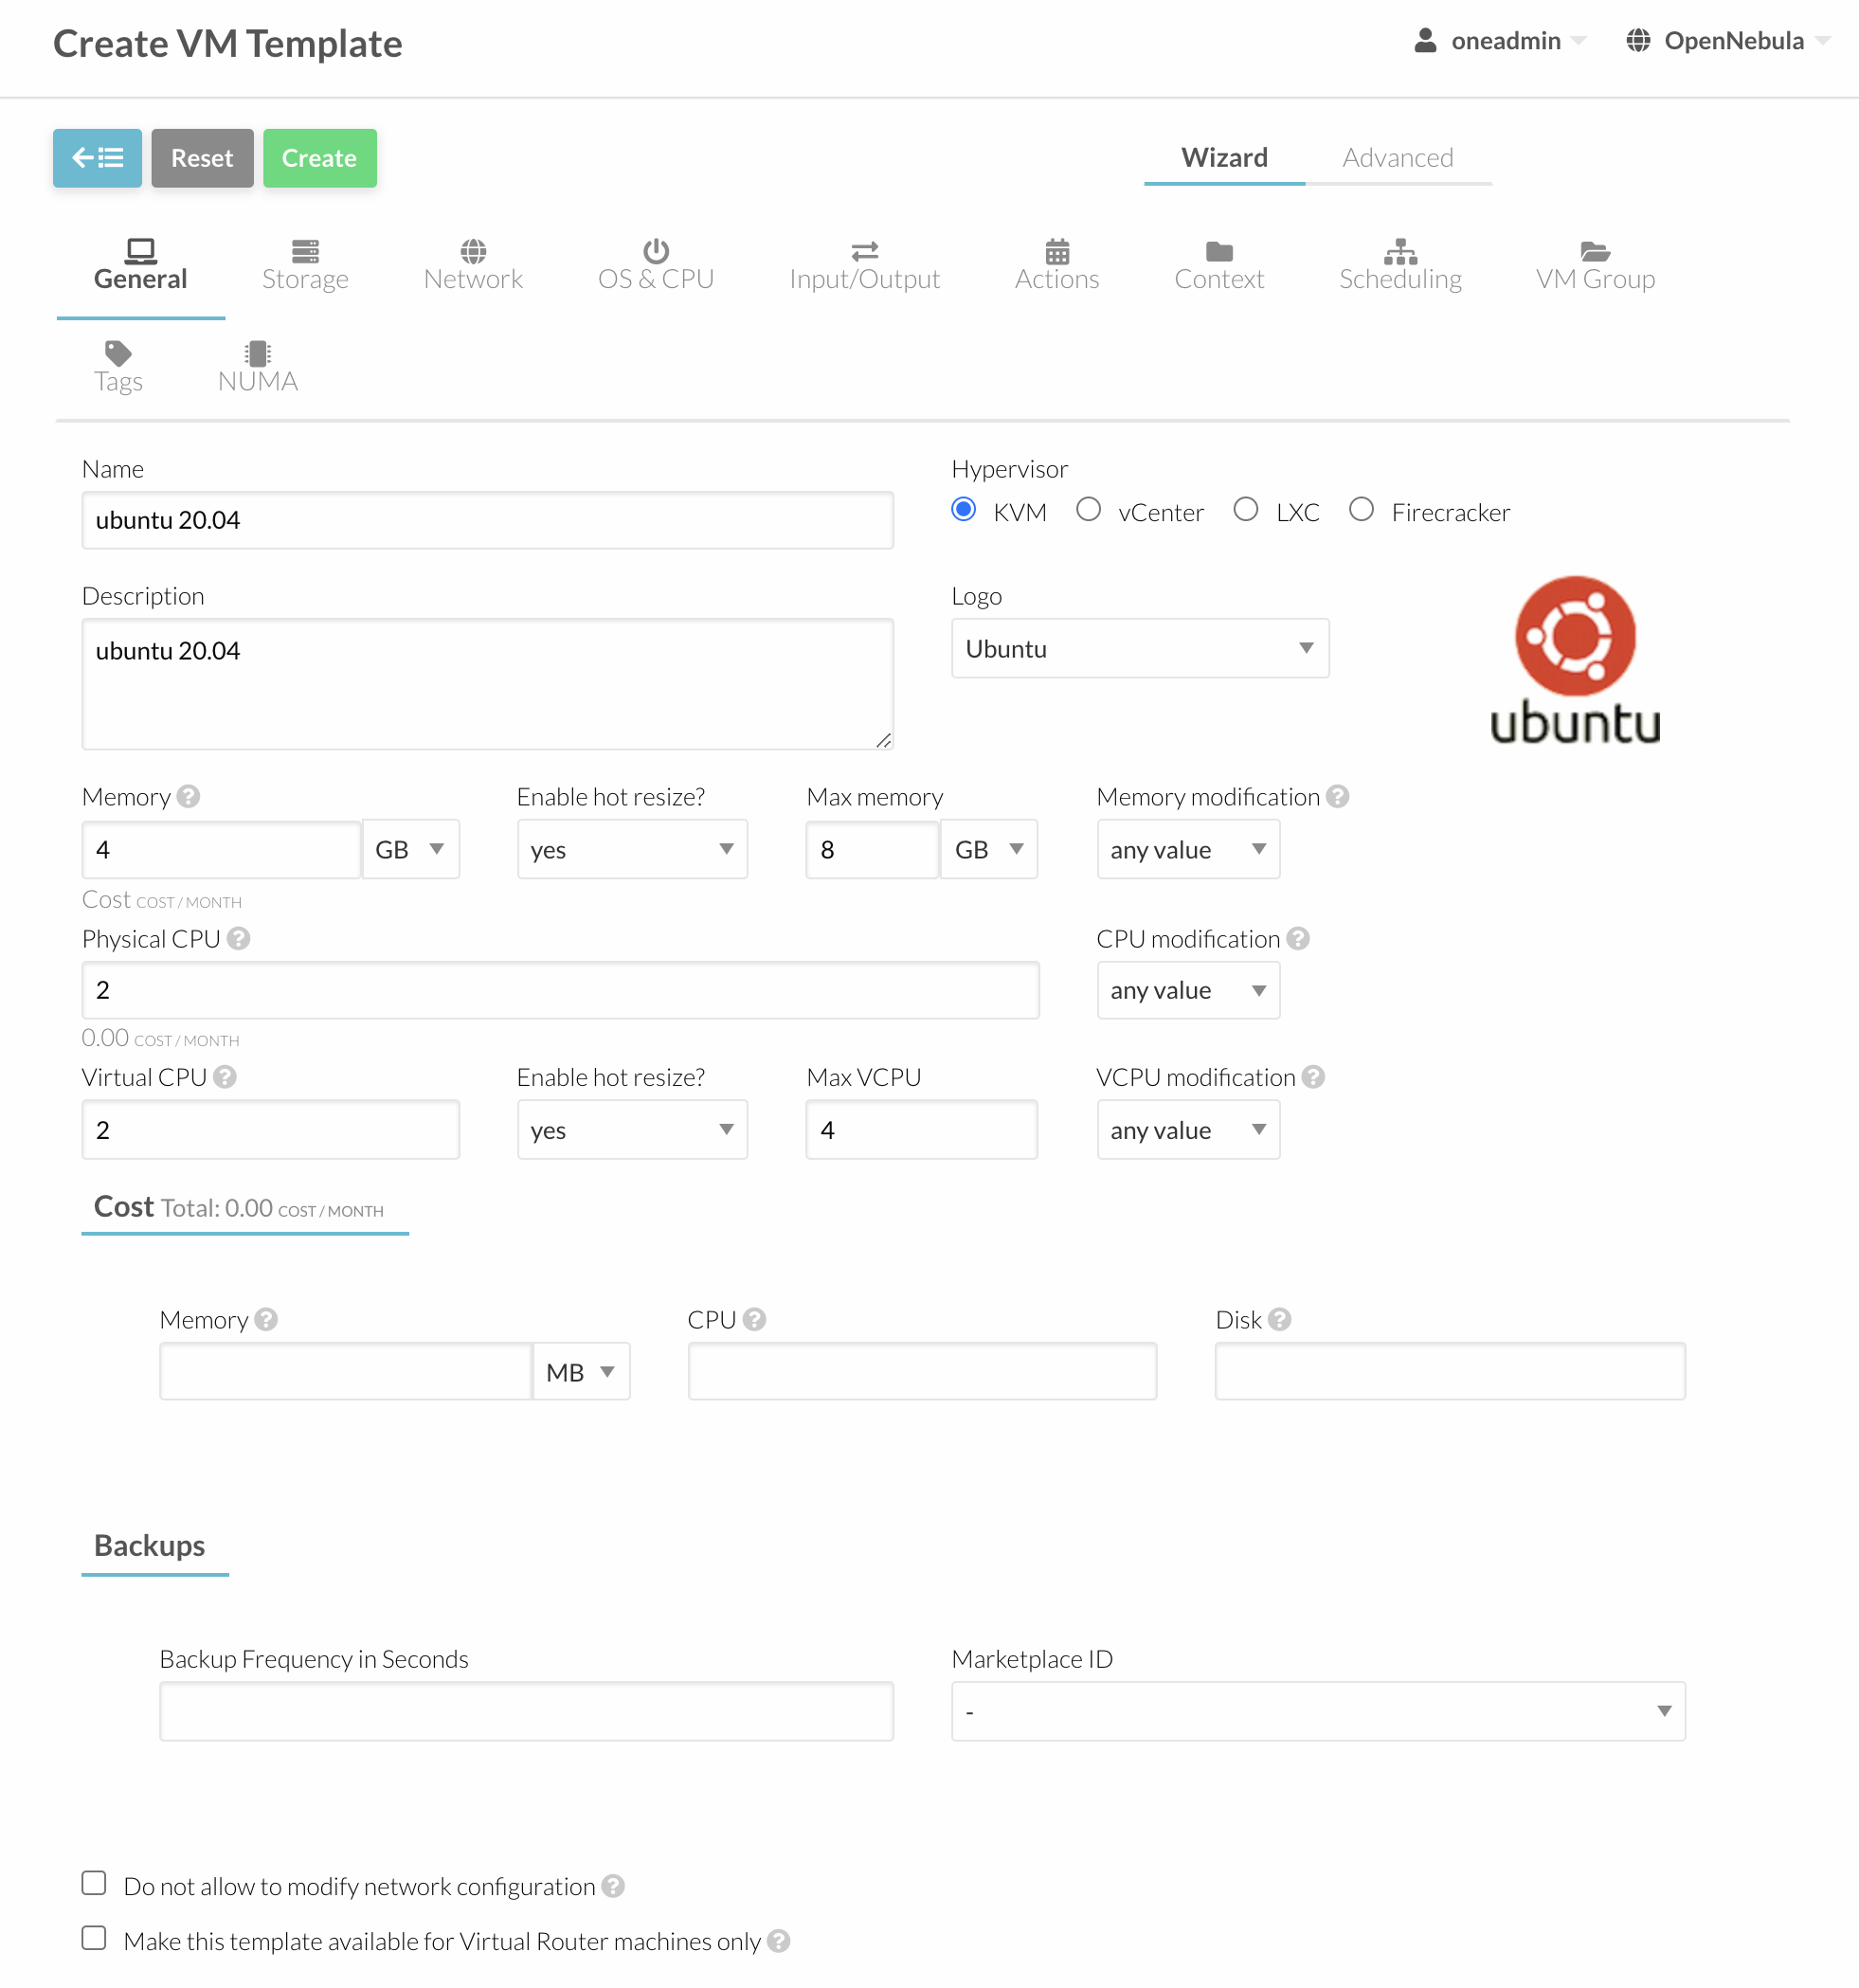 Create VM Template
oneadmin
OpenNebula
Reset
Create
Wizard
Advanced
General
Storage
Network
OS & CPU
Input/Output
Actions
Context
Scheduling
VM Group
Tags
NUMA
Name
Hypervisor
ubuntu 20.04
KVM
vCenter
LXC
Firecracker
Description
Logo
ubuntu 20.04
Ubuntu
ubuntu
Memory ?
Enable hot resize?
Max memory
Memory modification ?
4
GB
yes
8
GB
any value
Cost COST / MONTH
Physical CPU ?
CPU modification ?
2
any value
0.00 COST / MONTH
Virtual CPU ?
Enable hot resize?
Max VCPU
VCPU modification ?
2
yes
4
any value
Cost Total: 0.00 COST / MONTH
Memory ?
CPU ?
Disk ?
MB
Backups
Backup Frequency in Seconds
Marketplace ID
-
Do not allow to modify network configuration ?
Make this template available for Virtual Router machines only ?